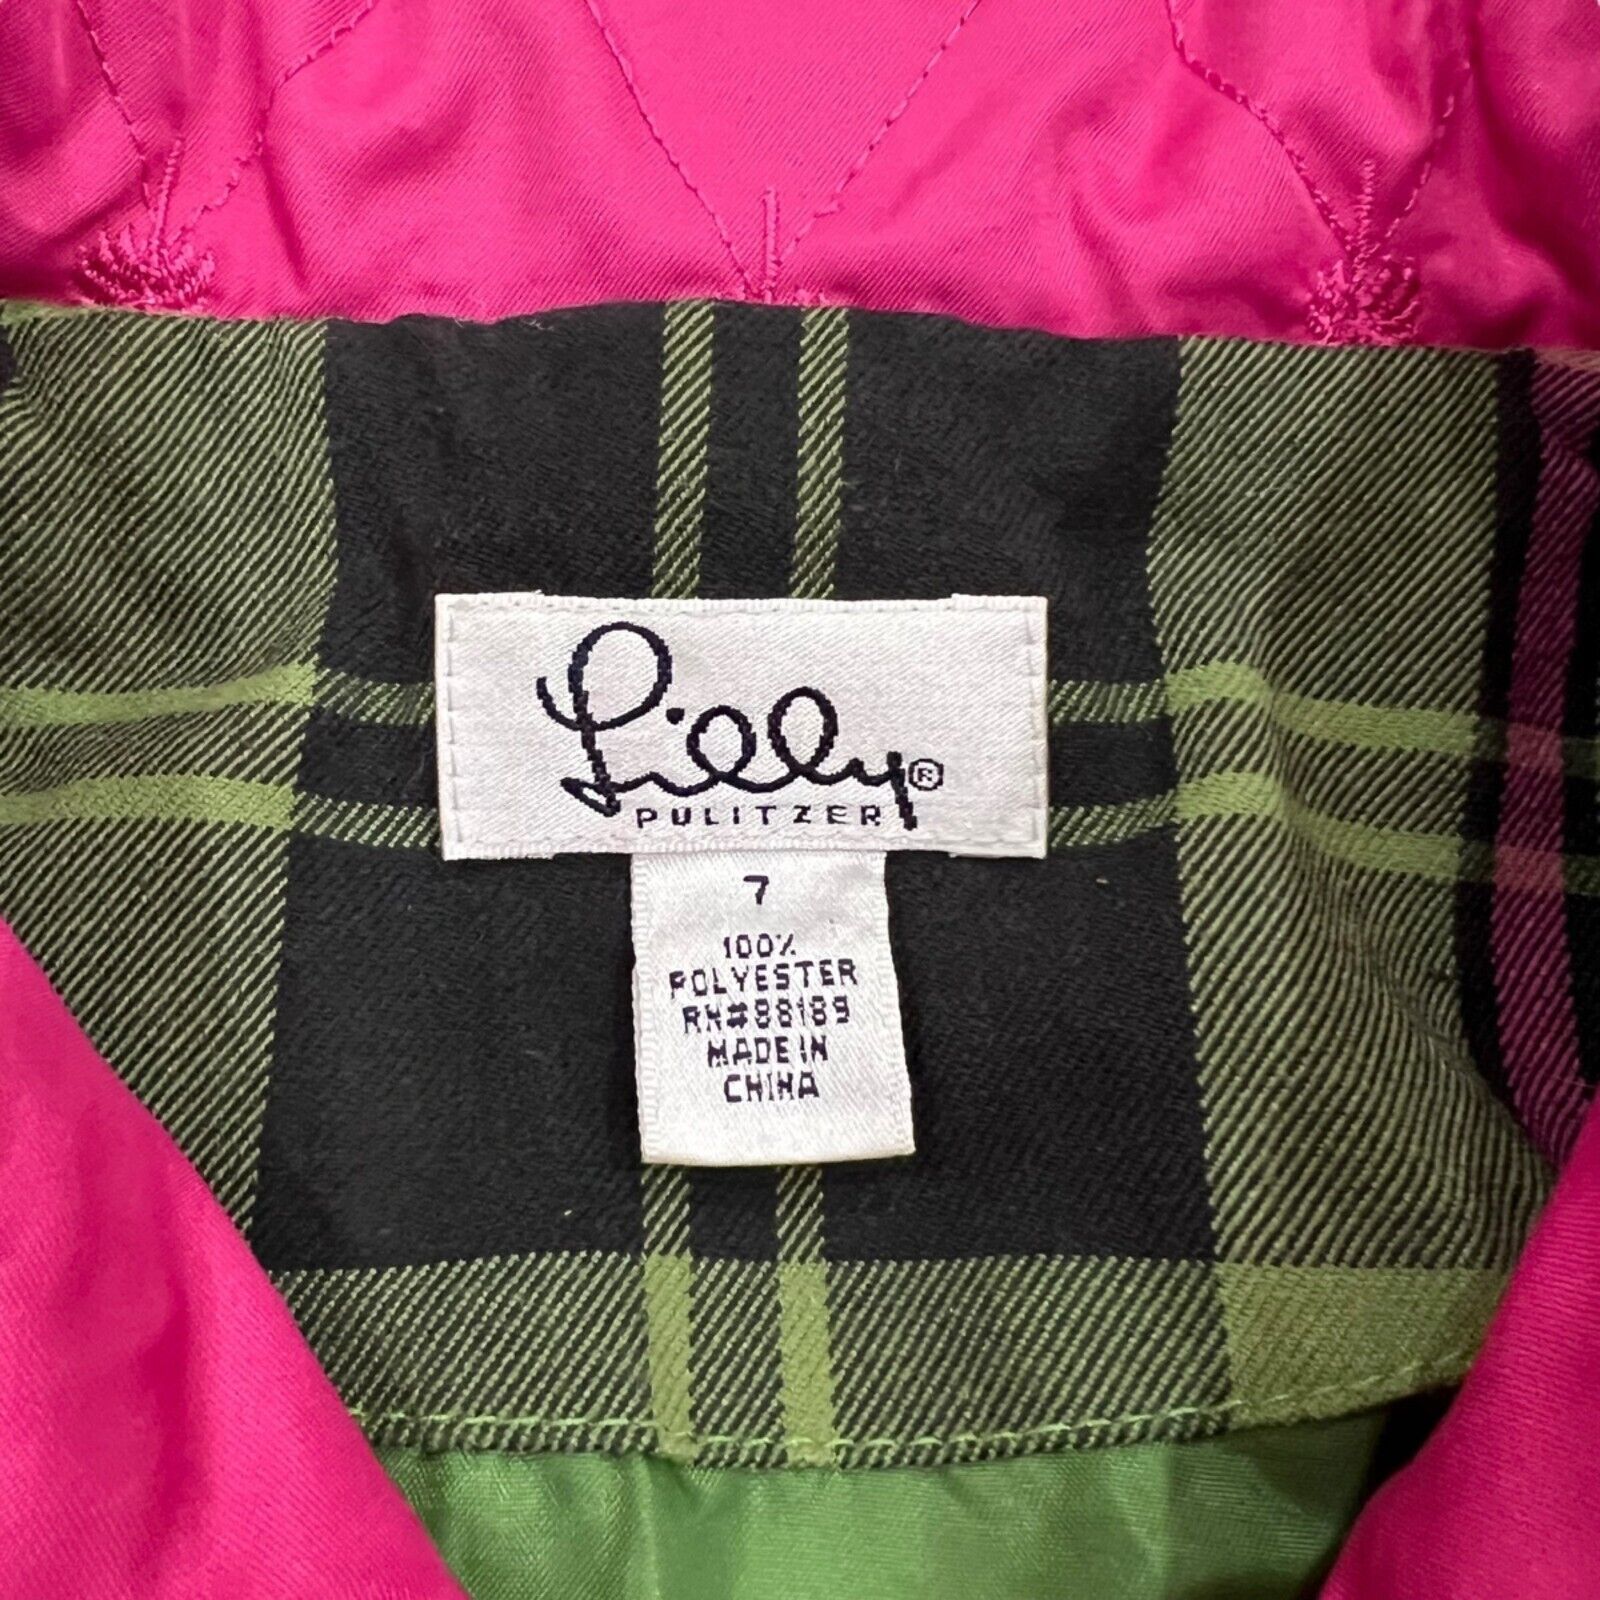 Lilly®
PULITZER
7
100%
POLYESTER
RN#88189
MADE IN
CHINA